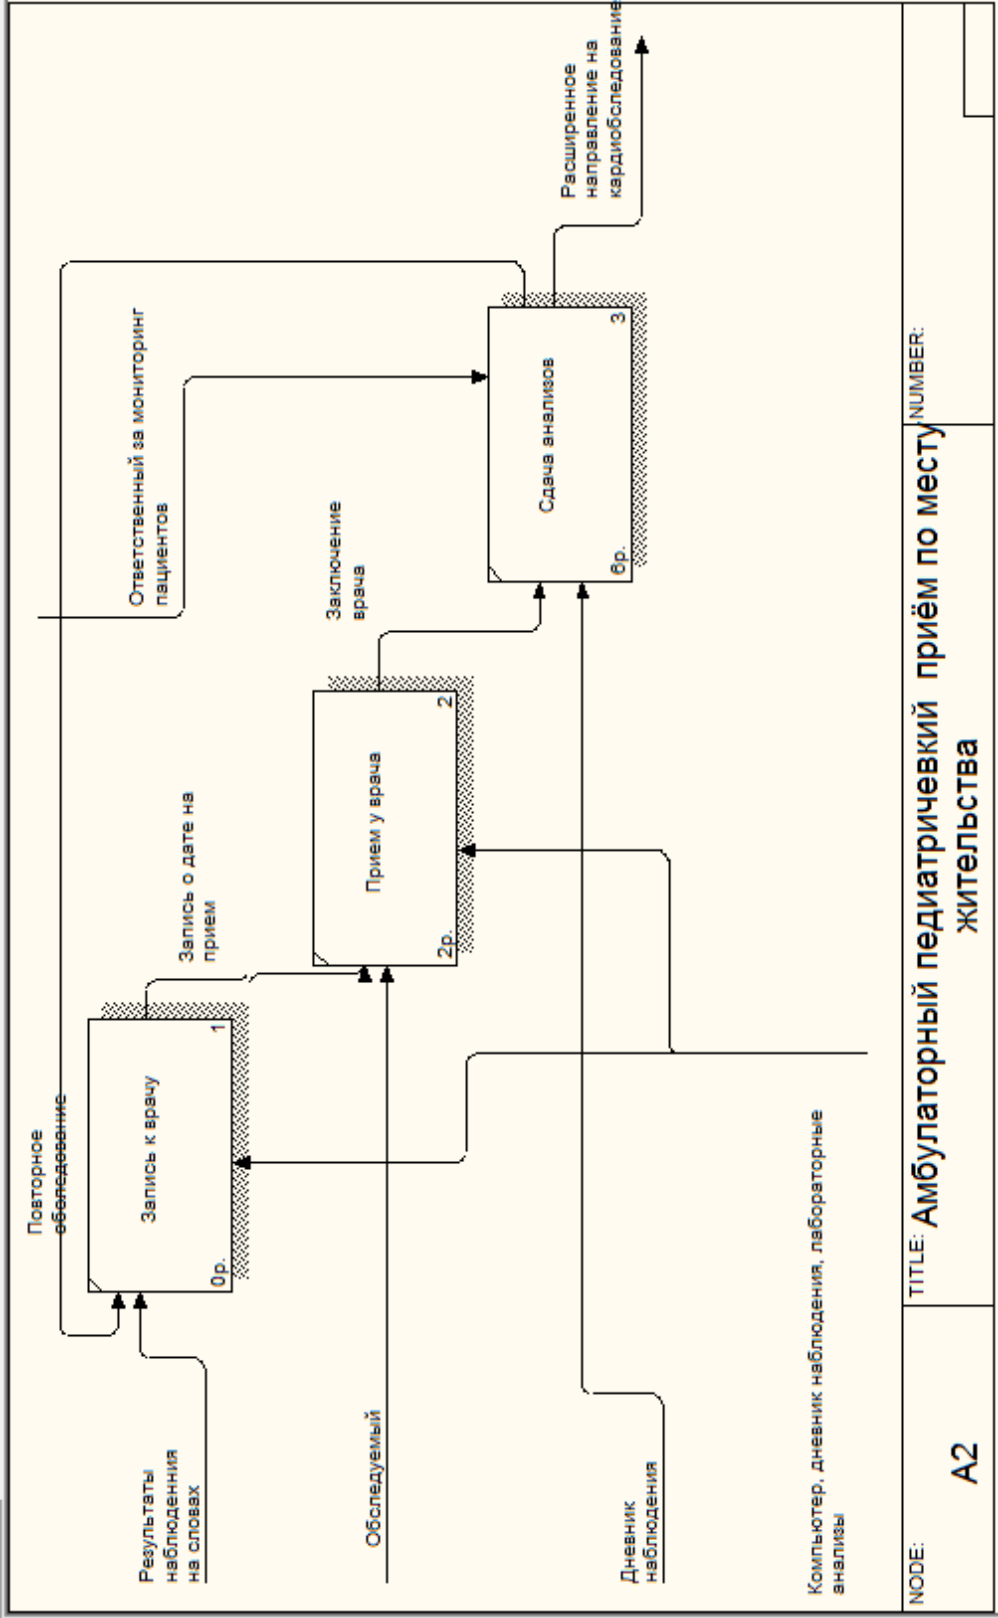 Повторное
обследование
Ответственный за мониторинг
пациентов
Результаты
наблюденния
на словах
Запись к врачу
0р.
1
Запись о дате на
прием
Обследуемый
Прием у врача
2р.
2
Заключение
врача
Сдача анализов
6р.
3
Расширенное
направление на
кардиобследование
Дневник
наблюдения
Компьютер, дневник наблюдения, лабораторные
анализы
NODE:
A2
TITLE: Амбулаторный педиатричевкий приём по месту
жительства
NUMBER: